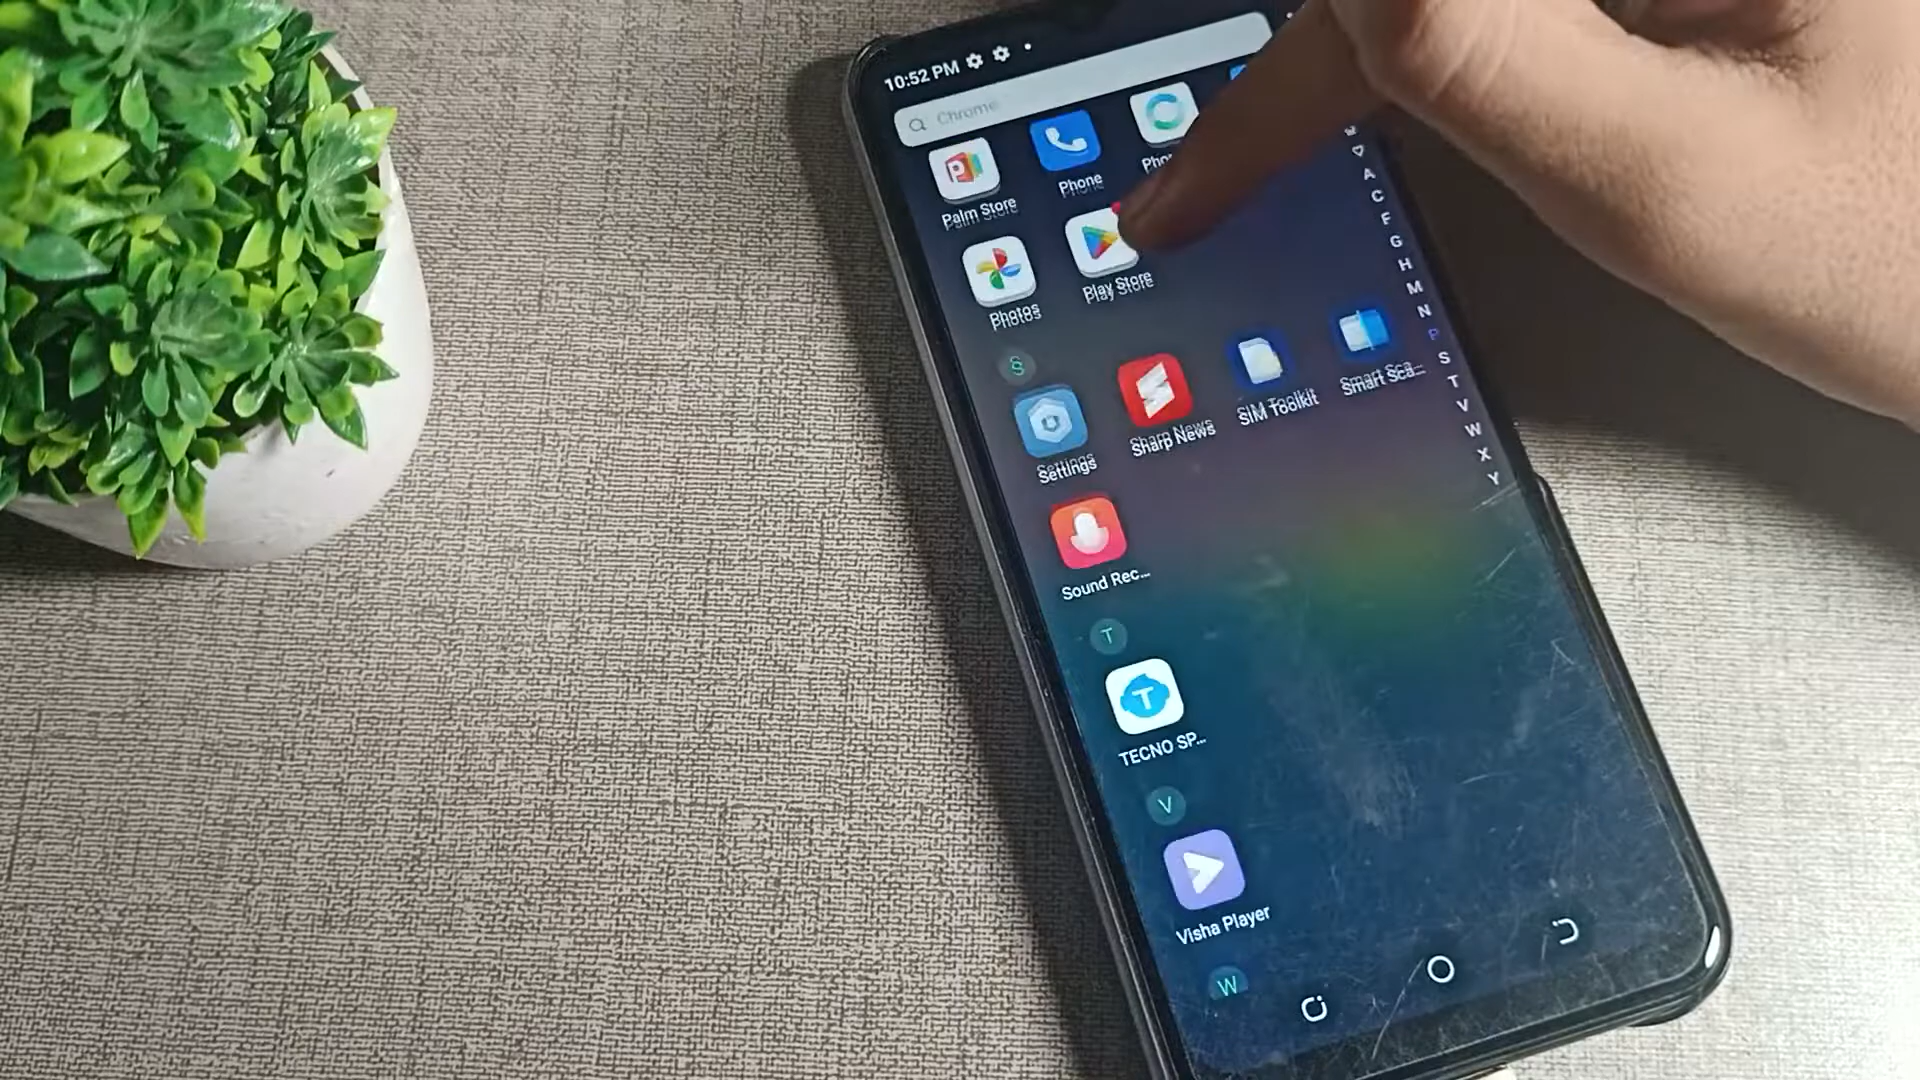 10:52 PM
Chrome
Palm Store
Phone
Photos
Play Store
S
Settings
Sharp News
SIM Toolkit
Smart Sca...
Sound Rec...
T
TECNO SP...
V
Visha Player
W
A
C
F
G
H
M
N
P
S
T
V
W
X
Y